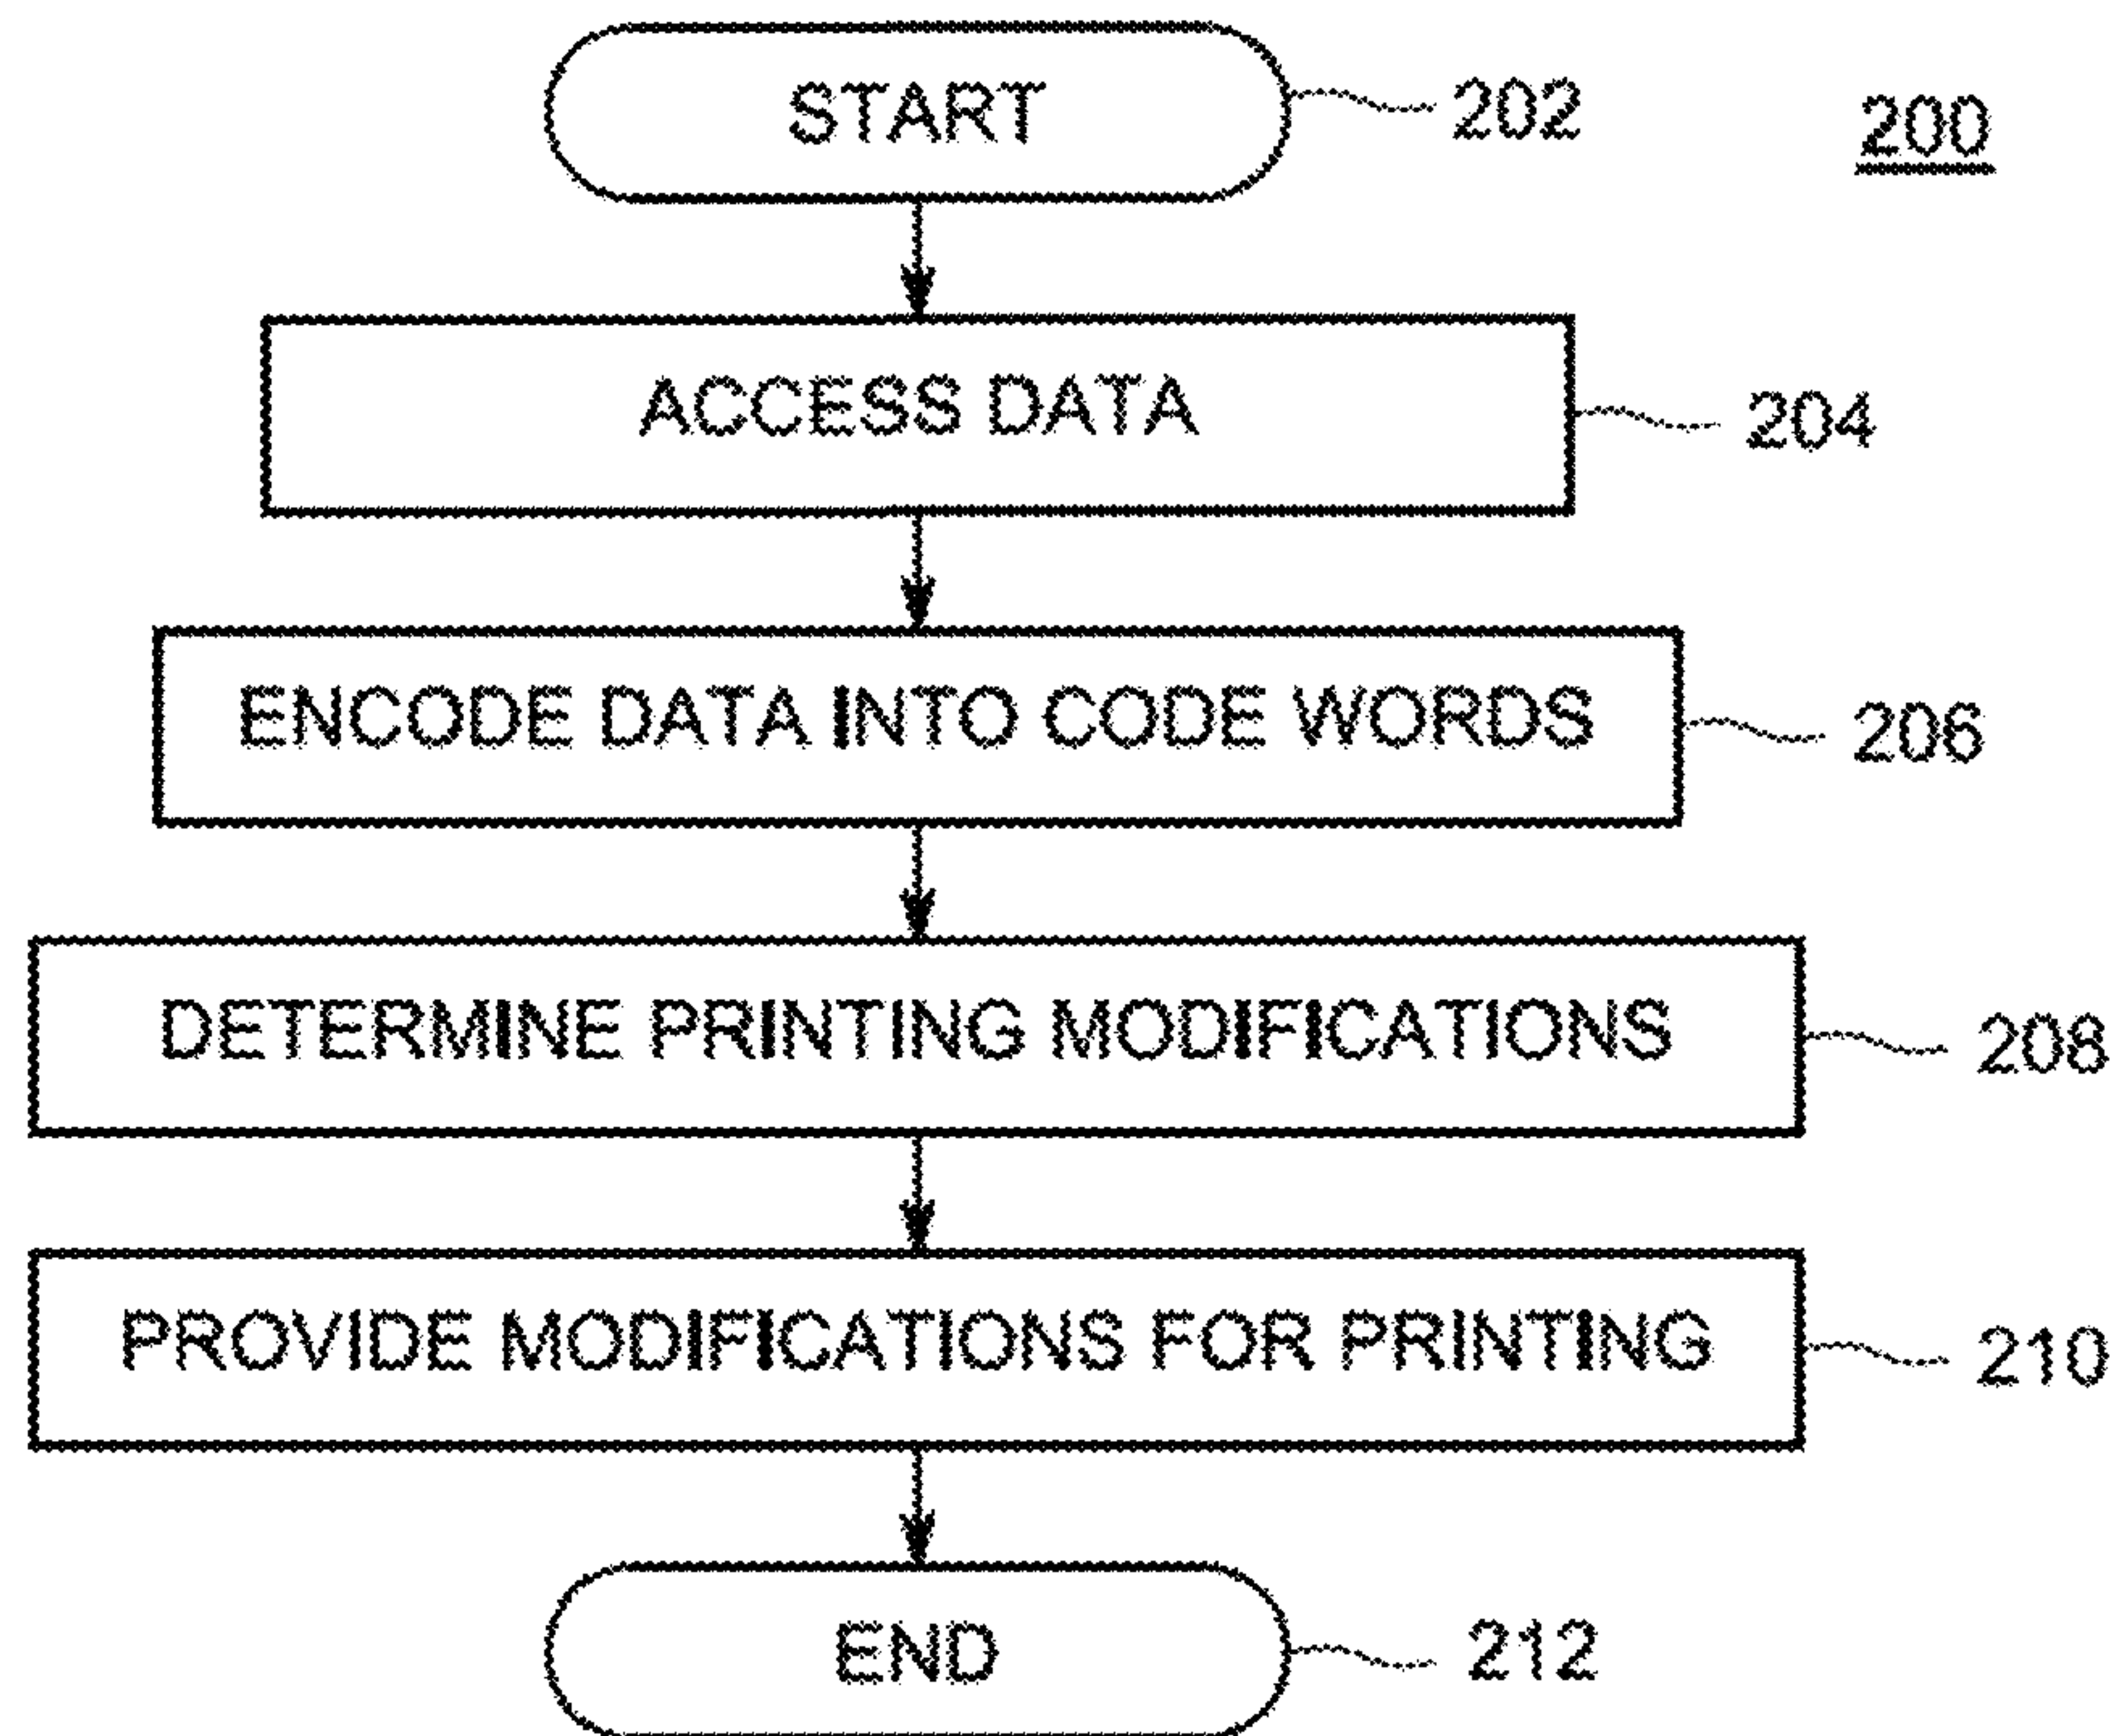 START 202
200
ACCESS DATA 204
ENCODE DATA INTO CODE WORDS 206
DETERMINE PRINTING MODIFICATIONS 208
PROVIDE MODIFICATIONS FOR PRINTING 210
END 212